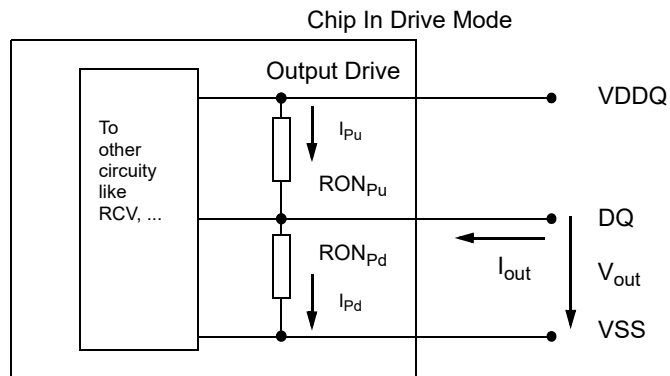 Chip In Drive Mode
Output Drive
VDDQ
To
other
circuity
like
RCV, ...
IPu
RONPu
DQ
RONPd
Iout
Vout
IPd
VSS